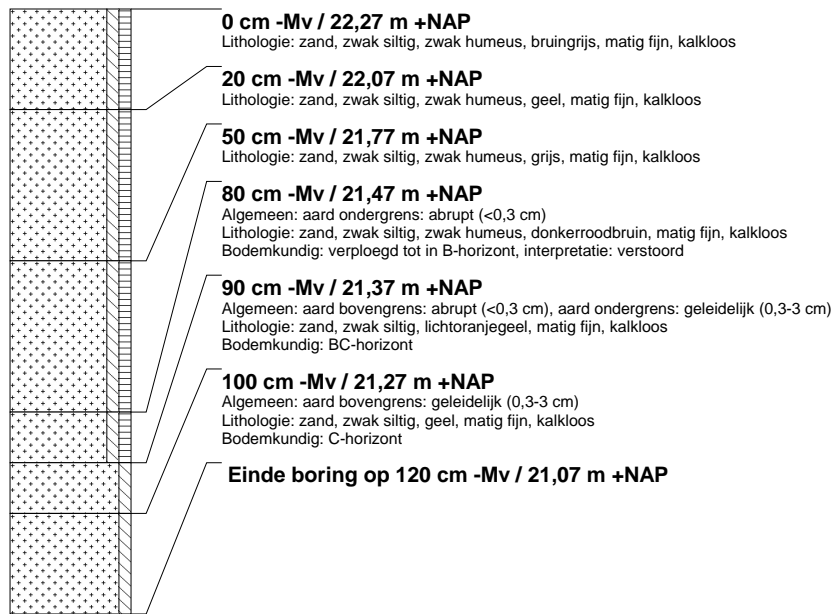 0 cm -Mv / 22,27 m +NAP
Lithologie: zand, zwak siltig, zwak humeus, bruingrijs, matig fijn, kalkloos
20 cm -Mv / 22,07 m +NAP
Lithologie: zand, zwak siltig, zwak humeus, geel, matig fijn, kalkloos
50 cm -Mv / 21,77 m +NAP
Lithologie: zand, zwak siltig, zwak humeus, grijs, matig fijn, kalkloos
80 cm -Mv / 21,47 m +NAP
Algemeen: aard ondergrens: abrupt (<0,3 cm)
Lithologie: zand, zwak siltig, zwak humeus, donkerroodbruin, matig fijn, kalkloos
Bodemkundig: verploegd tot in B-horizont, interpretatie: verstoord
90 cm -Mv / 21,37 m +NAP
Algemeen: aard bovengrens: abrupt (<0,3 cm), aard ondergrens: geleidelijk (0,3-3 cm)
Lithologie: zand, zwak siltig, lichtoranjegeel, matig fijn, kalkloos
Bodemkundig: BC-horizont
100 cm -Mv / 21,27 m +NAP
Algemeen: aard bovengrens: geleidelijk (0,3-3 cm)
Lithologie: zand, zwak siltig, geel, matig fijn, kalkloos
Bodemkundig: C-horizont
Einde boring op 120 cm -Mv / 21,07 m +NAP